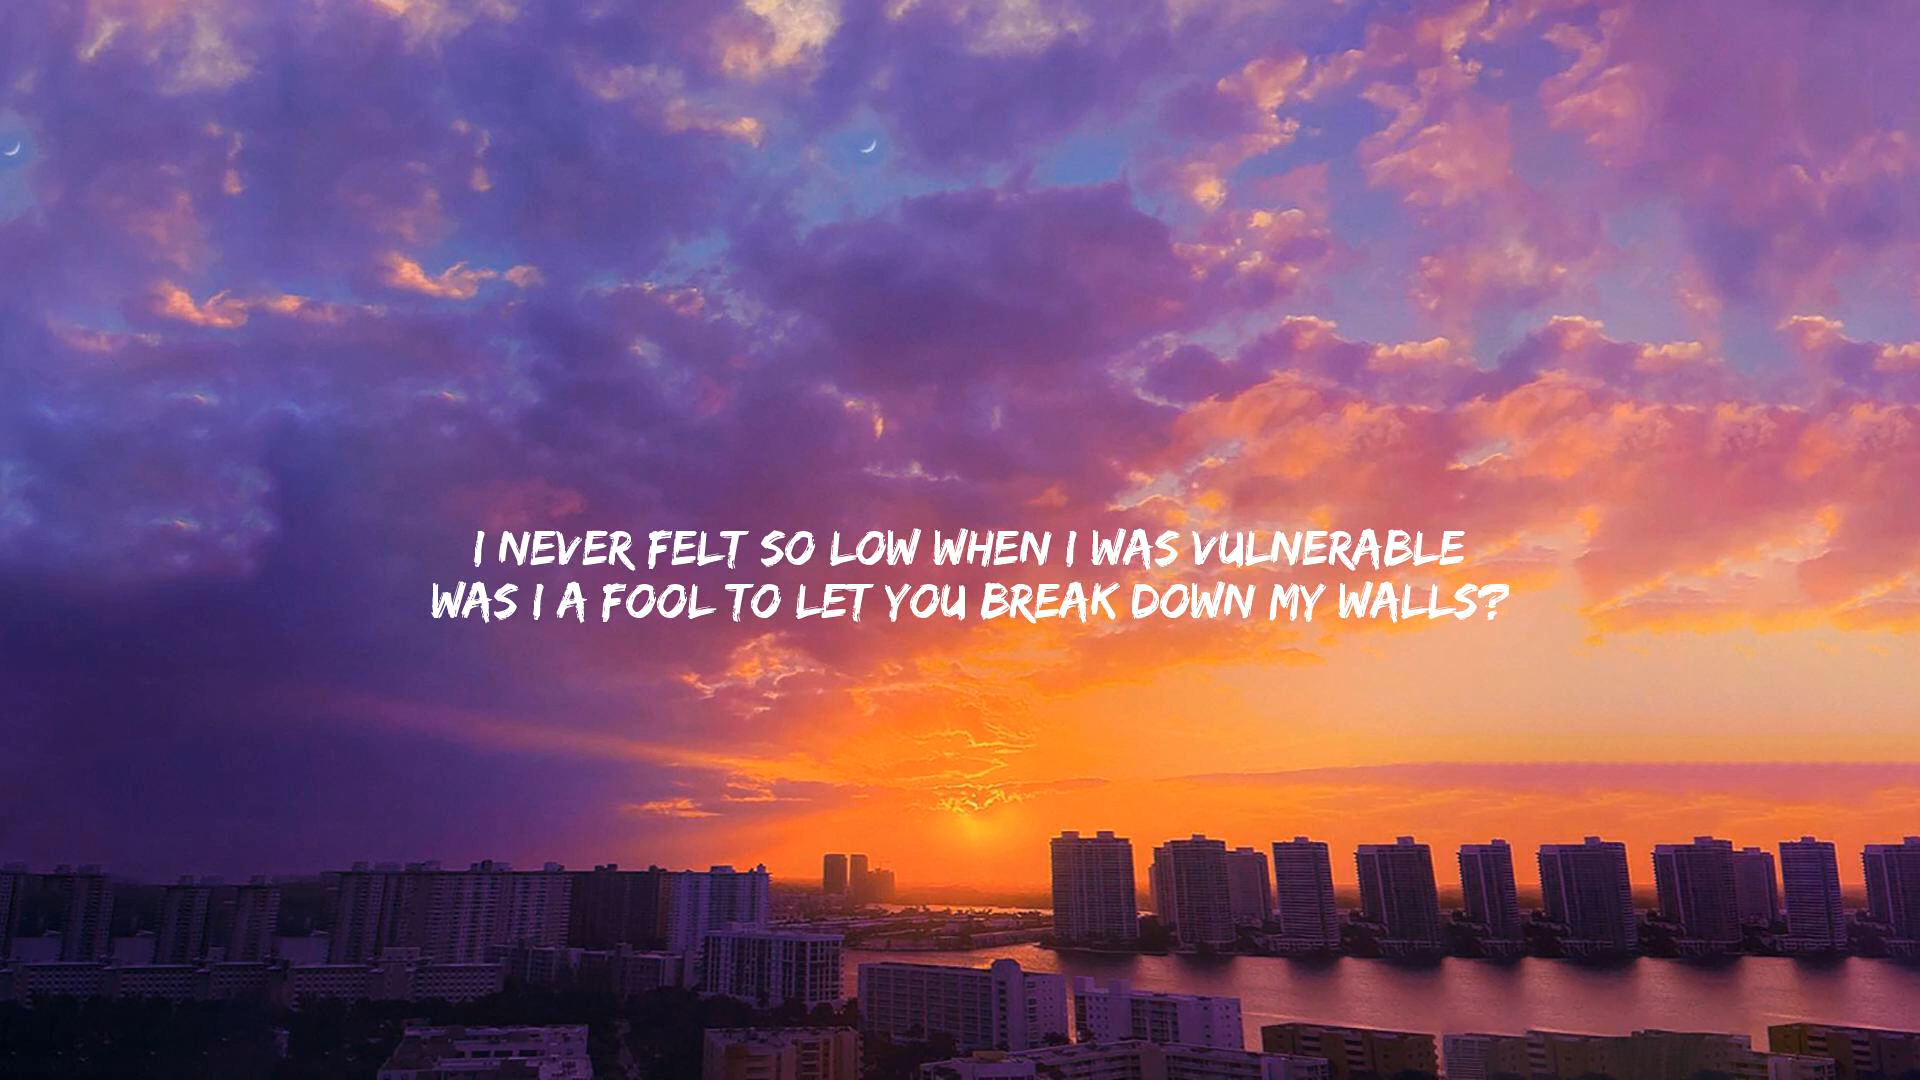 I NEVER FELT SO LOW WHEN I WAS VULNERABLE
WAS I A FOOL TO LET YOU BREAK DOWN MY WALLS?